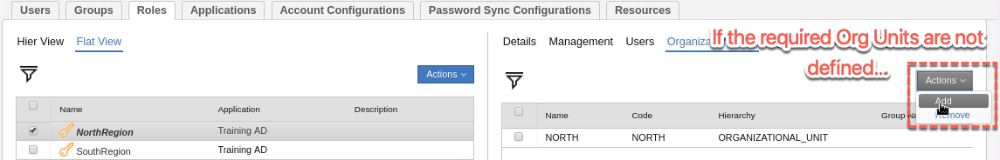 Users Groups Roles Applications Account Configurations Password Sync Configurations Resources
Hier View Flat View
Actions
Name Application Description
NorthRegion Training AD
SouthRegion Training AD
Details Management Users Organiza
If the required Org Units are not
defined...
Actions
Add
Remove
Name Code Hierarchy Group Na
NORTH NORTH ORGANIZATIONAL_UNIT